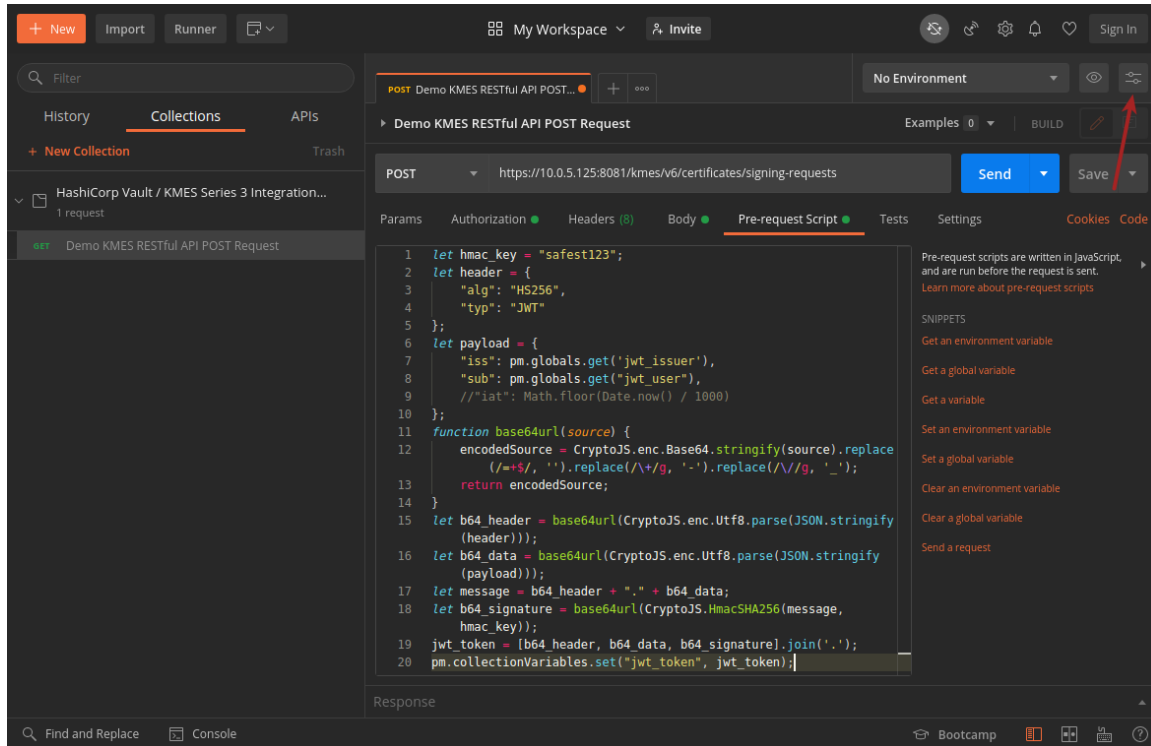 + New Import Runner My Workspace Invite Sign In
Filter
History Collections APIs
+ New Collection Trash
HashiCorp Vault / KMES Series 3 Integration...
1 request
GET Demo KMES RESTful API POST Request
POST Demo KMES RESTful API POST... + ooo
No Environment
Demo KMES RESTful API POST Request
Examples 0 BUILD
POST https://10.0.5.125:8081/kmes/v6/certificates/signing-requests Send Save
Params Authorization Headers (8) Body Pre-request Script Tests Settings Cookies Code
1 let hmac_key = "safest123";
2 let header = {
3 "alg": "HS256",
4 "typ": "JWT"
5 };
6 let payload = {
7 "iss": pm.globals.get('jwt_issuer'),
8 "sub": pm.globals.get("jwt_user"),
9 //"iat": Math.floor(Date.now() / 1000)
10 };
11 function base64url(source) {
12 encodedSource = CryptoJS.enc.Base64.stringify(source).replace
(/=+$/, '').replace(/\+/g, '-').replace(/\//g, '_');
13 return encodedSource;
14 }
15 let b64_header = base64url(CryptoJS.enc.Utf8.parse(JSON.stringify
(header)));
16 let b64_data = base64url(CryptoJS.enc.Utf8.parse(JSON.stringify
(payload)));
17 let message = b64_header + "." + b64_data;
18 let b64_signature = base64url(CryptoJS.HmacSHA256(message,
hmac_key));
19 jwt_token = [b64_header, b64_data, b64_signature].join('.');
20 pm.collectionVariables.set("jwt_token", jwt_token);
Pre-request scripts are written in JavaScript,
and are run before the request is sent.
Learn more about pre-request scripts
SNIPPETS
Get an environment variable
Get a global variable
Get a variable
Set an environment variable
Set a global variable
Clear an environment variable
Clear a global variable
Send a request
Response
Find and Replace Console Bootcamp